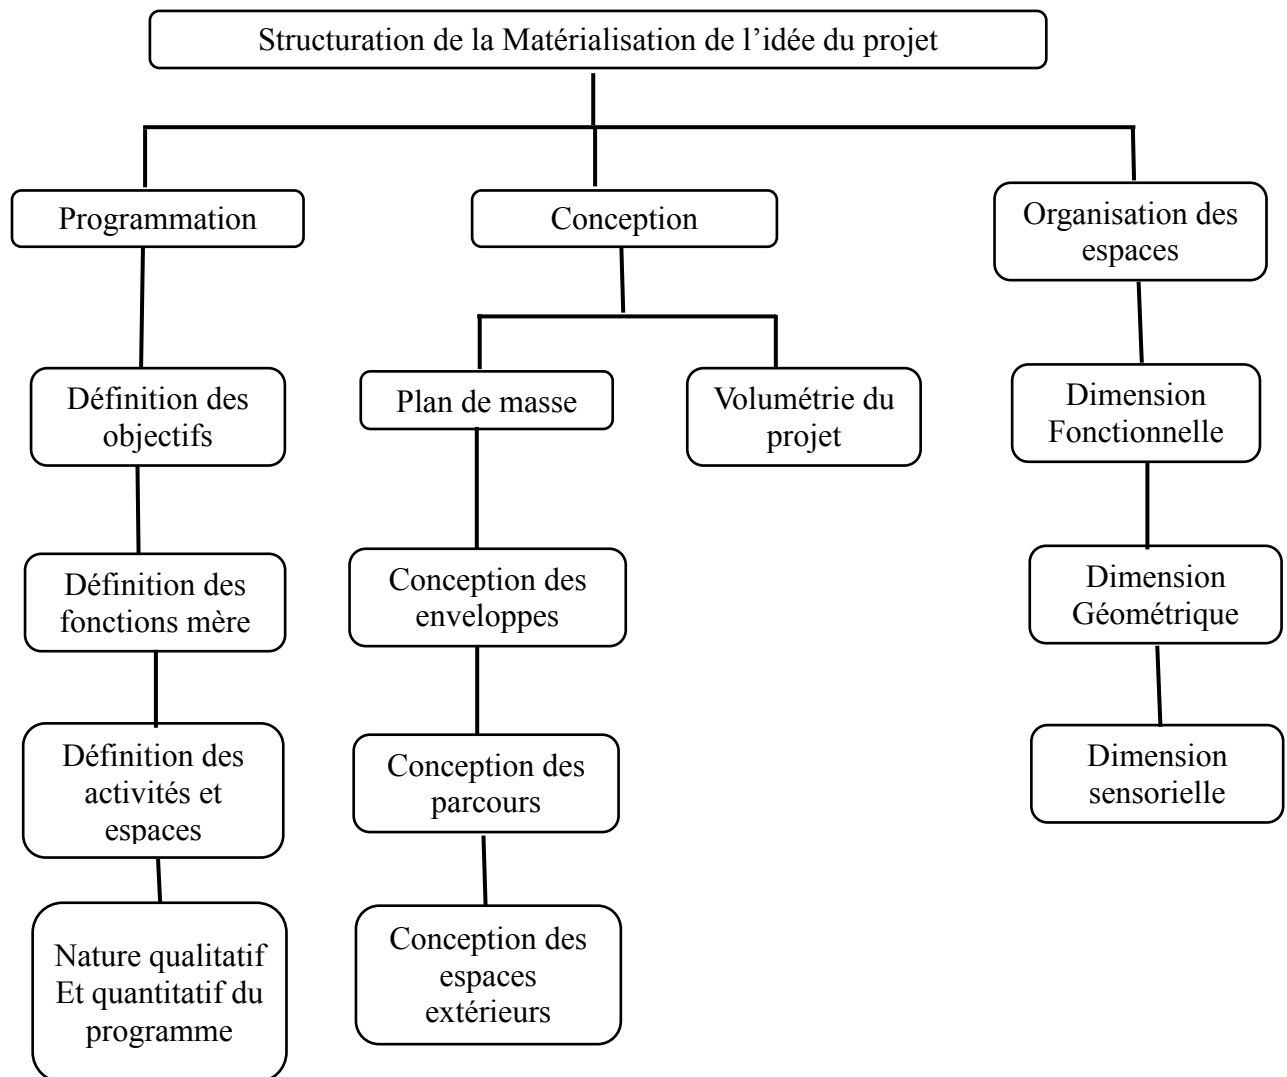 Structuration de la Matérialisation de l’idée du projet
Programmation
Conception
Organisation des
espaces
Définition des
objectifs
Plan de masse
Volumétrie du
projet
Dimension
Fonctionnelle
Définition des
fonctions mère
Conception des
enveloppes
Dimension
Géométrique
Définition des
activités et
espaces
Conception des
parcours
Dimension
sensorielle
Nature qualitatif
Et quantitatif du
programme
Conception des
espaces
extérieurs